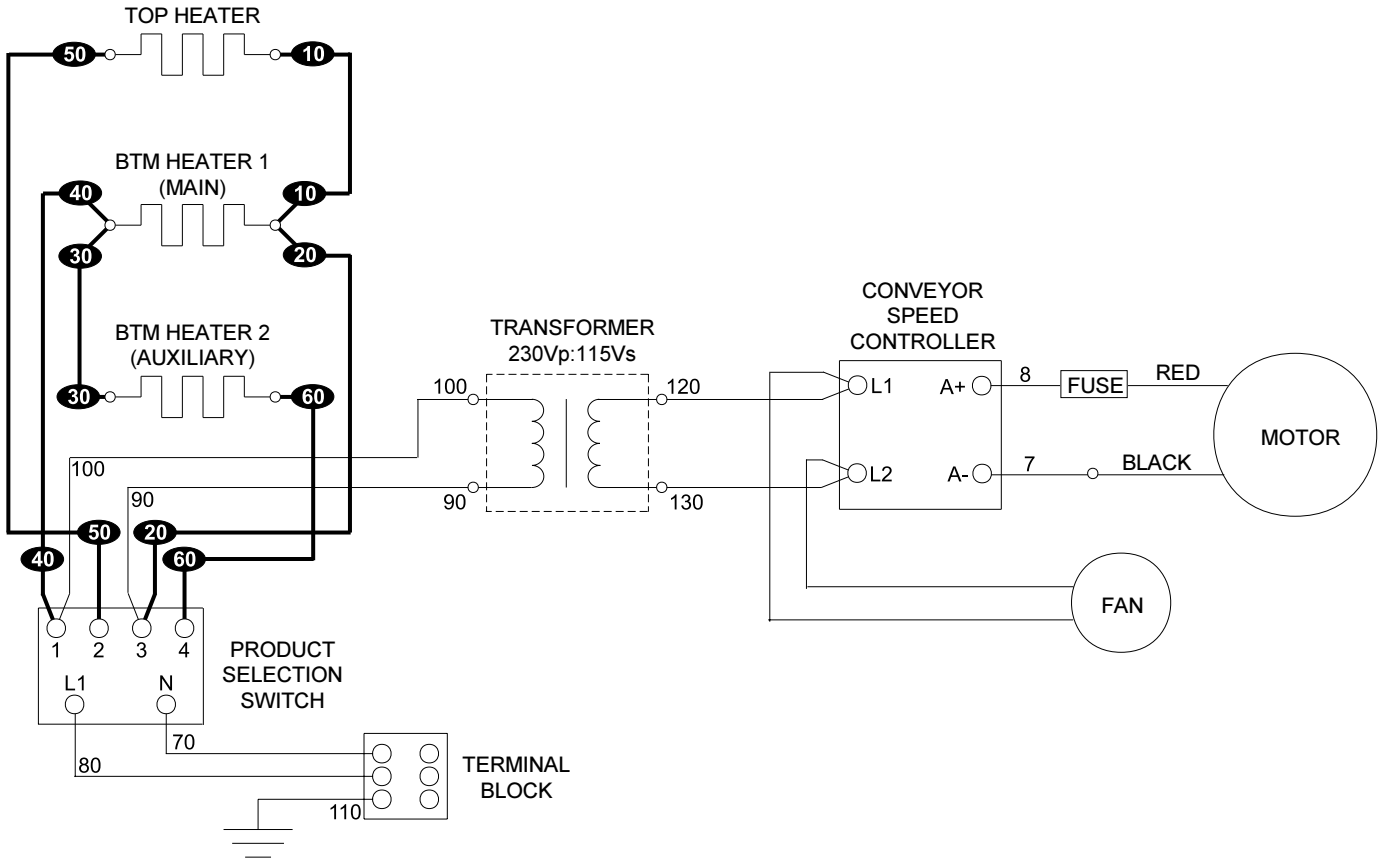 TOP HEATER
50
10
BTM HEATER 1
(MAIN)
40
10
30
20
BTM HEATER 2
(AUXILIARY)
30
60
TRANSFORMER
230Vp:115Vs
100
120
100
90
90
130
CONVEYOR
SPEED
CONTROLLER
L1
A+
8
FUSE
RED
L2
A-
7
BLACK
MOTOR
FAN
50
20
40
60
1
2
3
4
L1
N
PRODUCT
SELECTION
SWITCH
70
80
110
TERMINAL
BLOCK